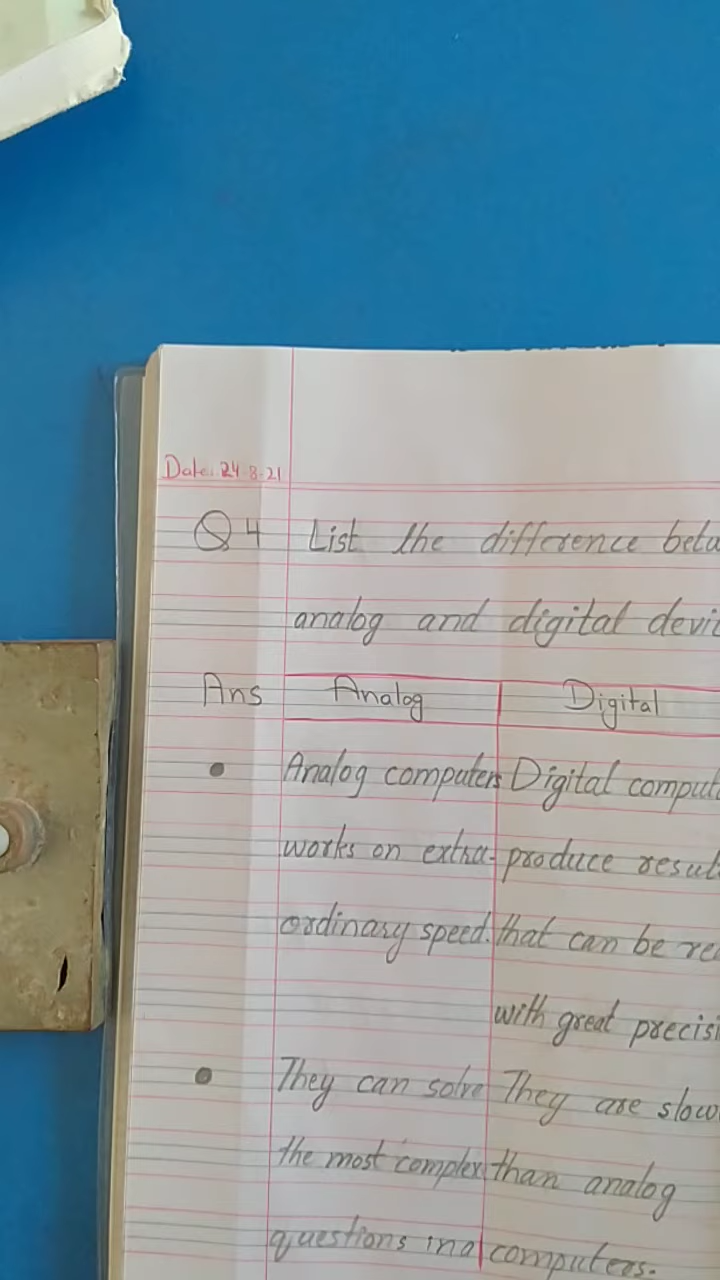 Date: 24-8-21
Q4 List the difference betw
analog and digital devic
Ans Analog Digital
• Analog computers Digital comput
works on extra- produce resul
ordinary speed. that can be re
with great precisi
• They can solve They are slow
the most complex than analog
questions in a computers.